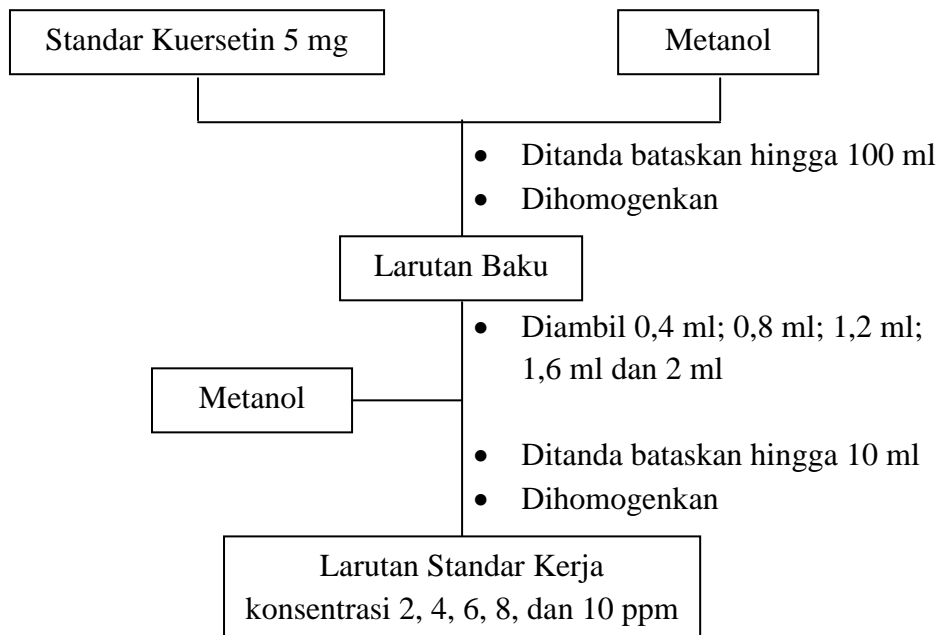 Standar Kuersetin 5 mg
Metanol
• Ditanda bataskan hingga 100 ml
• Dihomogenkan
Larutan Baku
• Diambil 0,4 ml; 0,8 ml; 1,2 ml;
1,6 ml dan 2 ml
Metanol
• Ditanda bataskan hingga 10 ml
• Dihomogenkan
Larutan Standar Kerja
konsentrasi 2, 4, 6, 8, dan 10 ppm